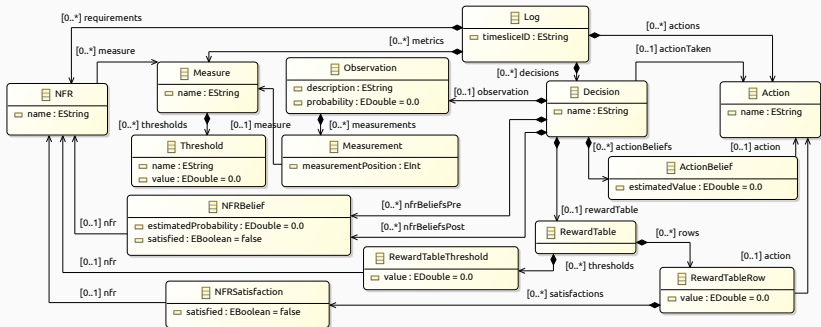 Log
timesliceID : EString
[0..*] requirements
[0..*] actions
[0..*] metrics
[0..1] actionTaken
[0..*] measure
[0..*] decisions
Measure
name : EString
Observation
description : EString
probability : EDouble = 0.0
[0..1] observation
Decision
name : EString
Action
name : EString
NFR
name : EString
[0..*] thresholds
[0..1] measure
[0..*] measurements
[0..*] actionBeliefs
[0..1] action
Threshold
name : EString
value : EDouble = 0.0
Measurement
measurementPosition : EInt
ActionBelief
estimatedValue : EDouble = 0.0
NFRBelief
estimatedProbability : EDouble = 0.0
satisfied : EBoolean = false
[0..*] nfrBeliefsPre
[0..*] nfrBeliefsPost
[0..1] rewardTable
[0..1] nfr
RewardTable
[0..*] rows
[0..1] nfr
RewardTableThreshold
value : EDouble = 0.0
[0..*] thresholds
[0..1] action
RewardTableRow
value : EDouble = 0.0
[0..1] nfr
NFRSatisfaction
satisfied : EBoolean = false
[0..*] satisfactions